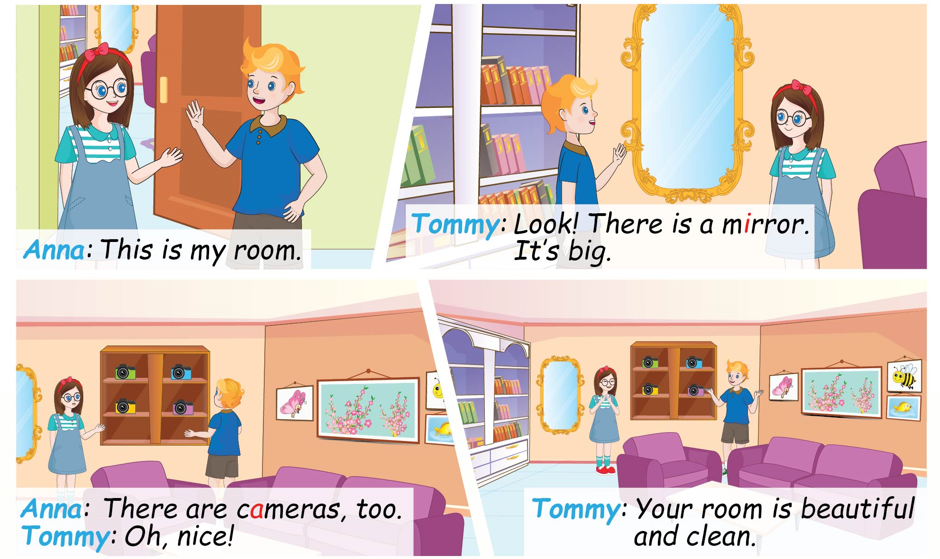 Anna: This is my room.
Tommy: Look! There is a mirror.
It's big.
Anna: There are cameras, too.
Tommy: Oh, nice!
Tommy: Your room is beautiful
and clean.